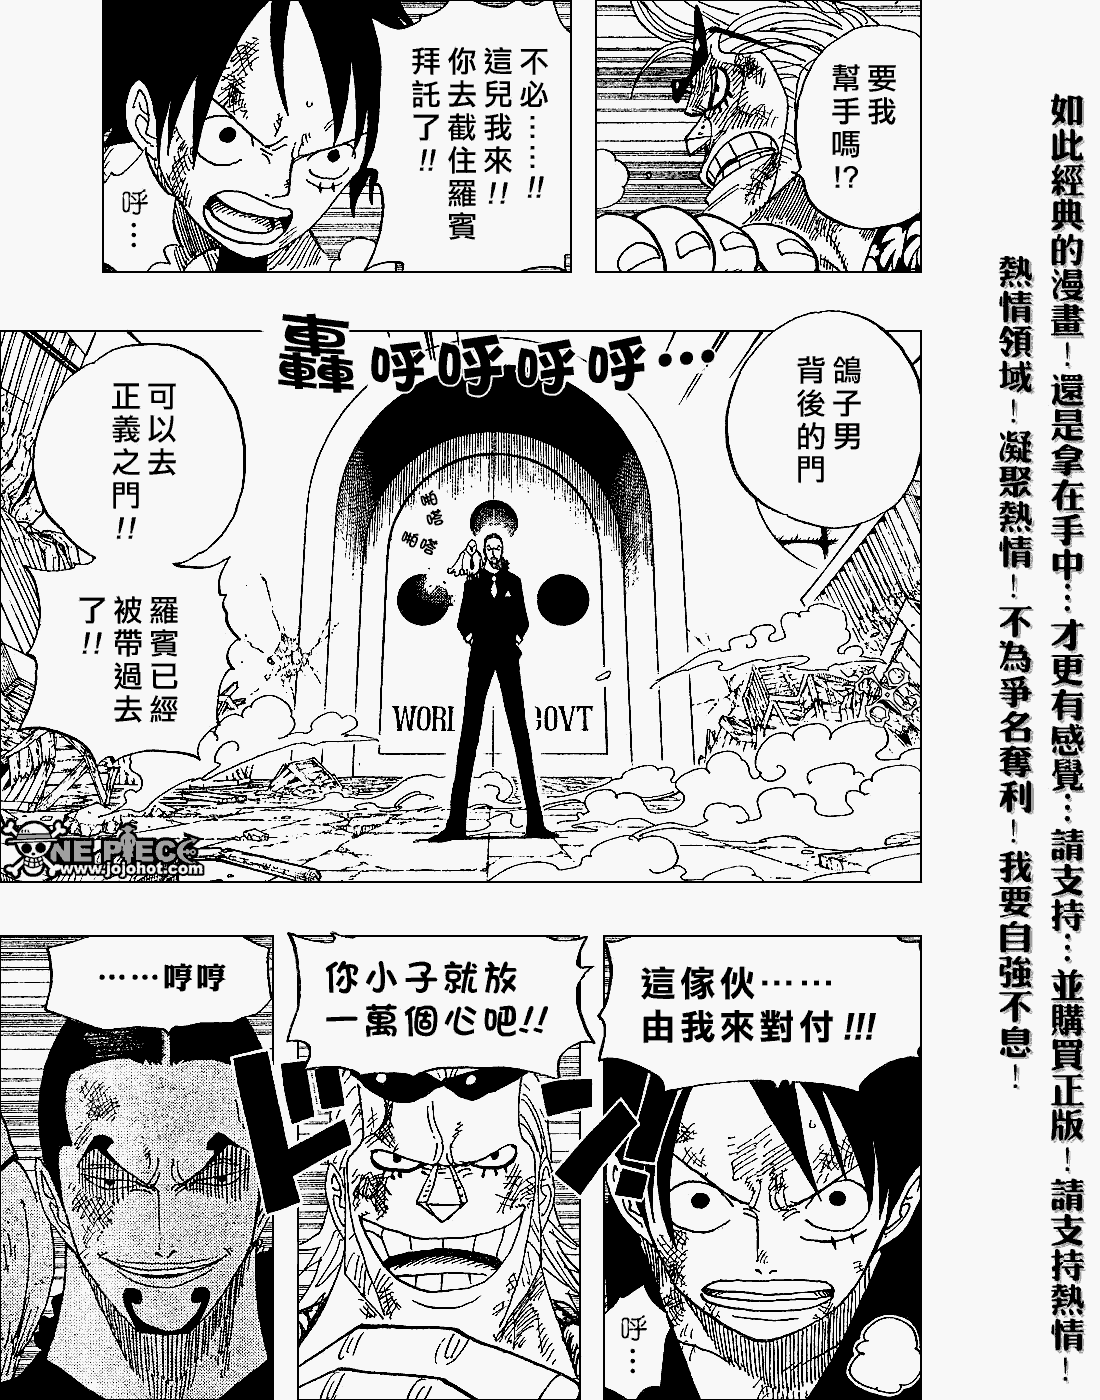 如此經典的漫畫！還是拿在手中…才更有感覺…請支持…並購買正版！請支持熱情！
熱情領域！凝聚熱情！不為爭名奪利！我要自強不息！
要我
幫手嗎!?
不必……!!
這兒我來!!
你去截住羅賓
拜託了!!
呼…
轟呼呼呼呼…
鴿子男
背後的門
可以去
正義之門!!
羅賓已經
被帶過去
了!!
啪嗒
啪嗒
WORL GOVT
ONE PIECE
www.jojohot.com
這傢伙……
由我來對付!!!
呼…
你小子就放
一萬個心吧!!
……哼哼
ドン